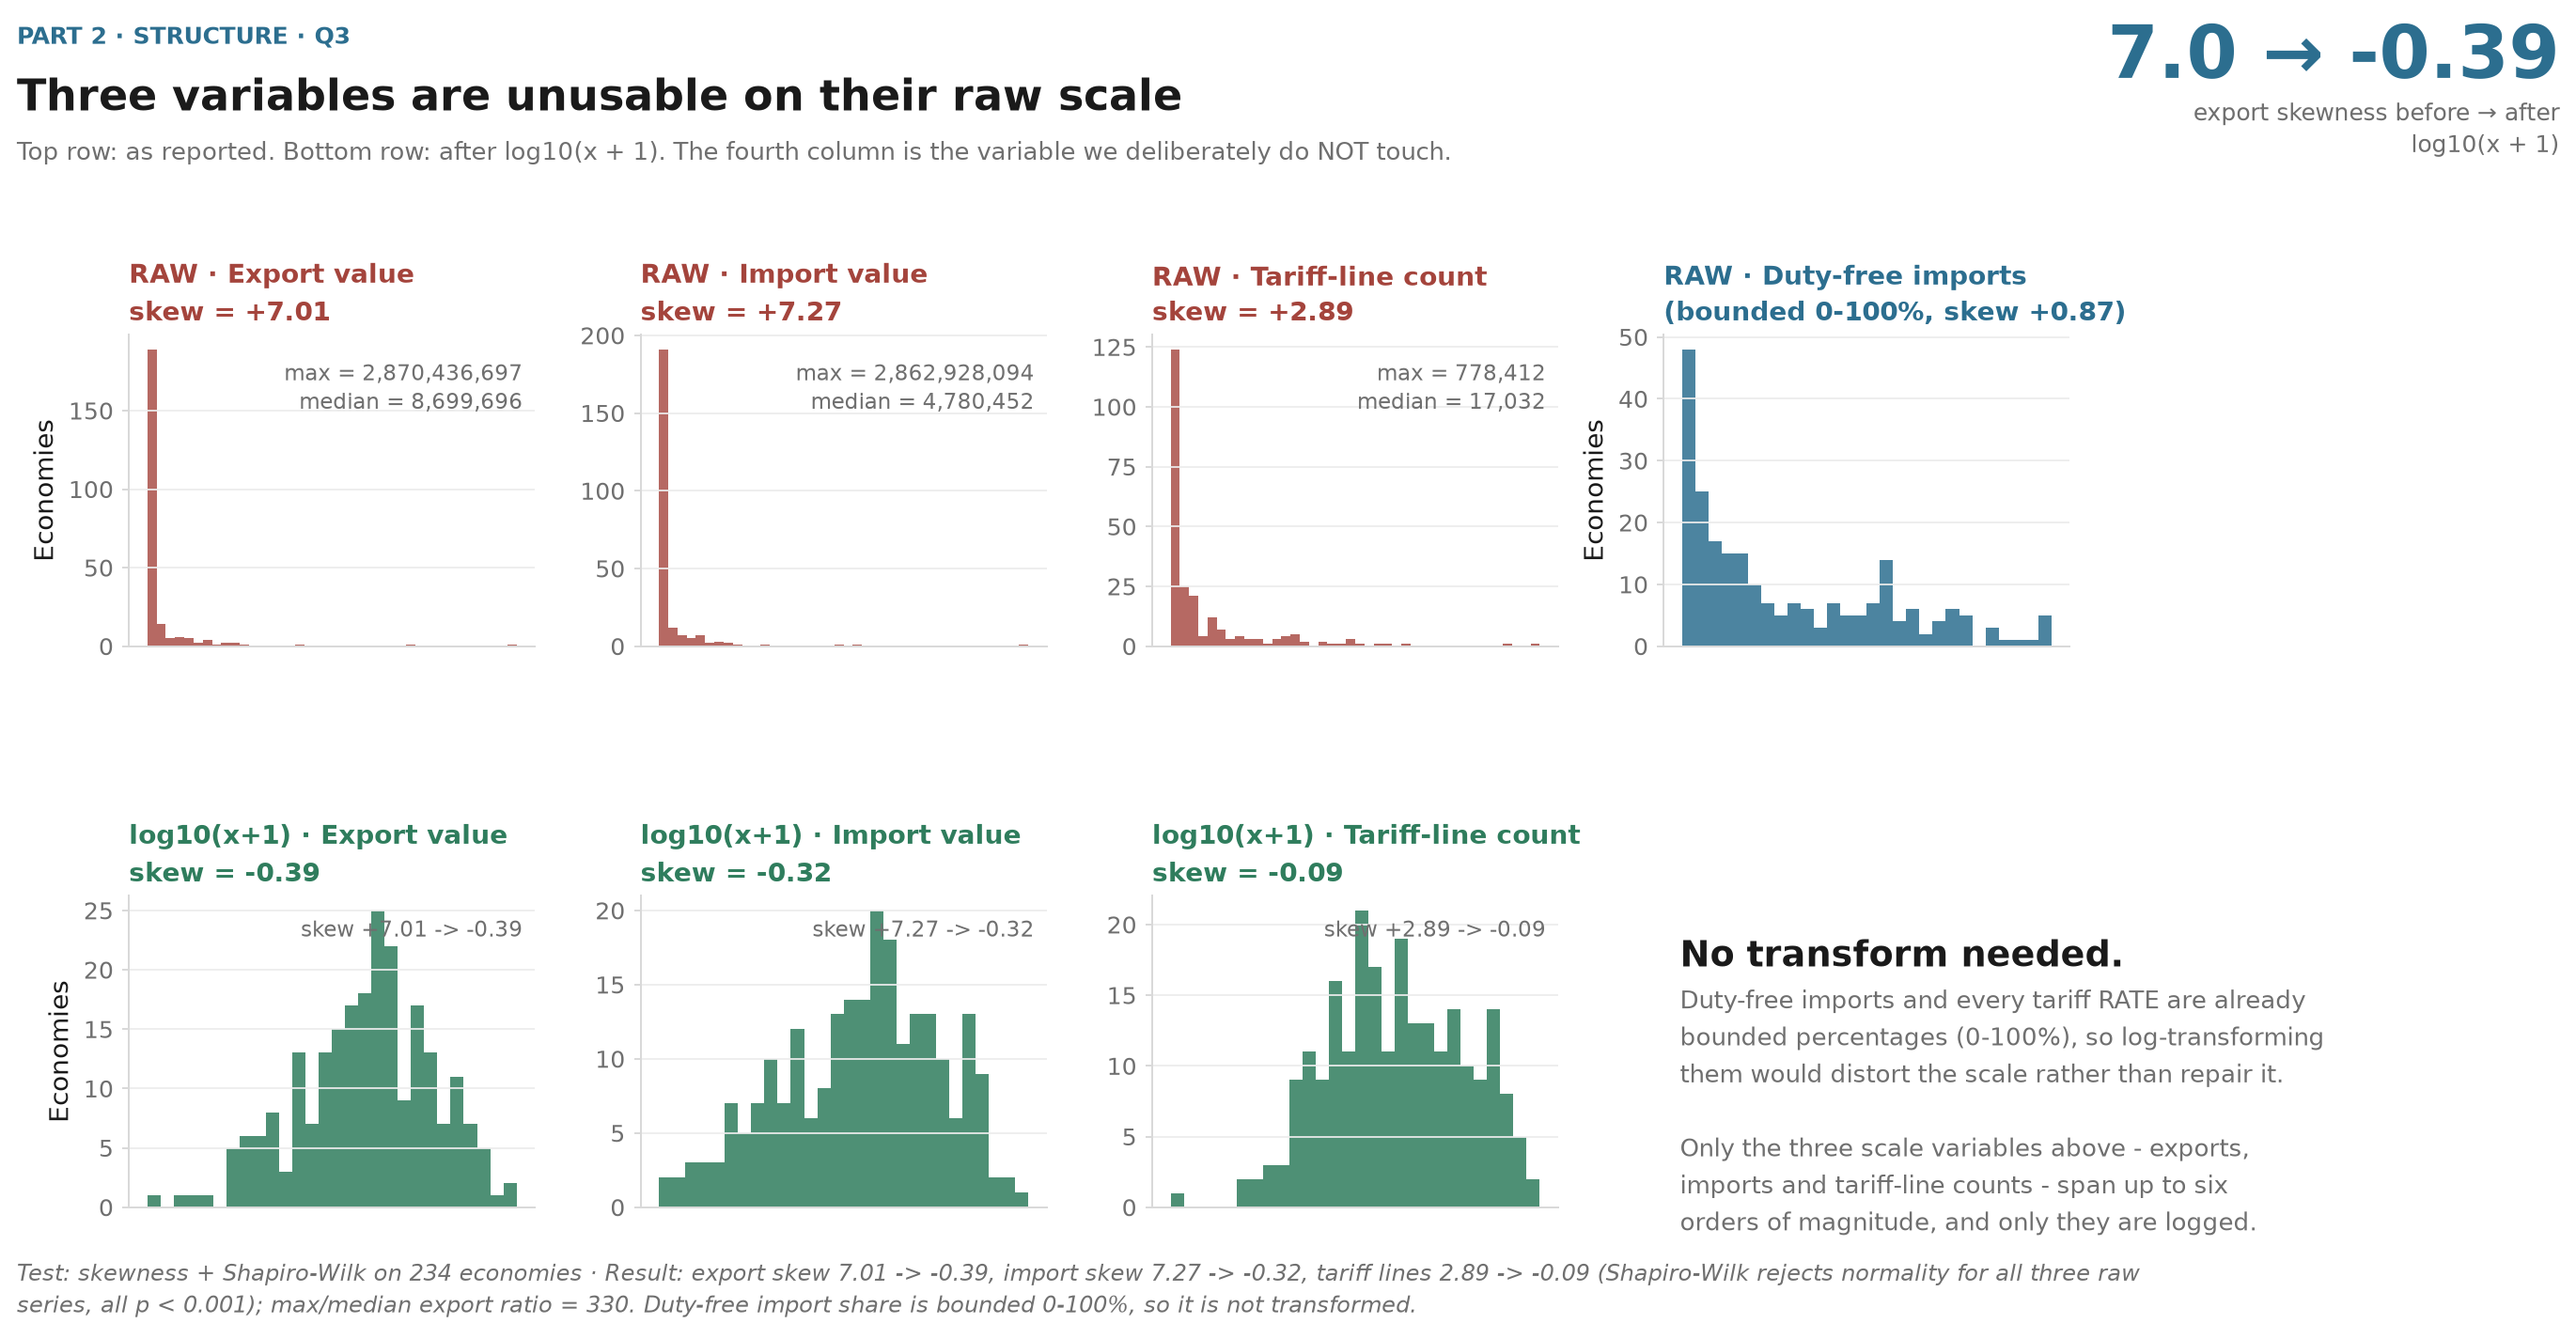 PART 2 · STRUCTURE · Q3
Three variables are unusable on their raw scale
Top row: as reported. Bottom row: after log10(x + 1). The fourth column is the variable we deliberately do NOT touch.
7.0 → -0.39
export skewness before → after
log10(x + 1)
RAW · Export value
skew = +7.01
max = 2,870,436,697
median = 8,699,696
Economies
150
100
50
0
RAW · Import value
skew = +7.27
max = 2,862,928,094
median = 4,780,452
200
150
100
50
0
RAW · Tariff-line count
skew = +2.89
max = 778,412
median = 17,032
125
100
75
50
25
0
RAW · Duty-free imports
(bounded 0-100%, skew +0.87)
Economies
50
40
30
20
10
0
log10(x+1) · Export value
skew = -0.39
skew +7.01 -> -0.39
Economies
25
20
15
10
5
0
log10(x+1) · Import value
skew = -0.32
skew +7.27 -> -0.32
20
15
10
5
0
log10(x+1) · Tariff-line count
skew = -0.09
skew +2.89 -> -0.09
20
15
10
5
0
No transform needed.
Duty-free imports and every tariff RATE are already
bounded percentages (0-100%), so log-transforming
them would distort the scale rather than repair it.
Only the three scale variables above - exports,
imports and tariff-line counts - span up to six
orders of magnitude, and only they are logged.
Test: skewness + Shapiro-Wilk on 234 economies · Result: export skew 7.01 -> -0.39, import skew 7.27 -> -0.32, tariff lines 2.89 -> -0.09 (Shapiro-Wilk rejects normality for all three raw
series, all p < 0.001); max/median export ratio = 330. Duty-free import share is bounded 0-100%, so it is not transformed.